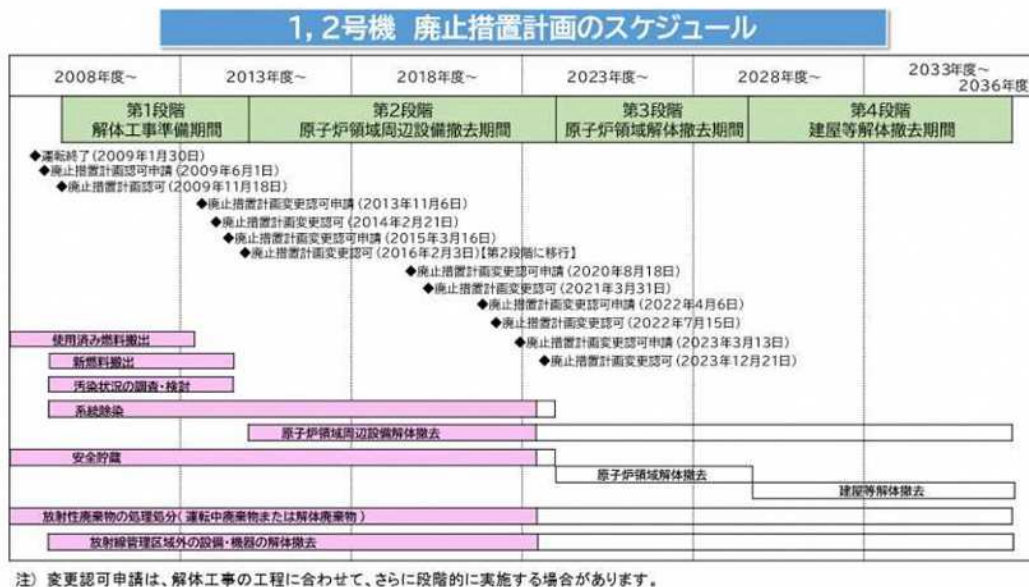 1,2号機 廃止措置計画のスケジュール
2008年度～
2013年度～
2018年度～
2023年度～
2028年度～
2033年度～
2036年度
第1段階
解体工事準備期間
第2段階
原子炉領域周辺設備撤去期間
第3段階
原子炉領域解体撤去期間
第4段階
建屋等解体撤去期間
◆運転終了(2009年1月30日)
◆廃止措置計画認可申請(2009年6月1日)
◆廃止措置計画認可(2009年11月18日)
◆廃止措置計画変更認可申請(2013年11月6日)
◆廃止措置計画変更認可(2014年2月21日)
◆廃止措置計画変更認可申請(2015年3月16日)
◆廃止措置計画変更認可(2016年2月3日)【第2段階に移行】
◆廃止措置計画変更認可申請(2020年8月18日)
◆廃止措置計画変更認可(2021年3月31日)
◆廃止措置計画変更認可申請(2022年4月6日)
◆廃止措置計画変更認可(2022年7月15日)
◆廃止措置計画変更認可申請(2023年3月13日)
◆廃止措置計画変更認可(2023年12月21日)
使用済み燃料搬出
新燃料搬出
汚染状況の調査・検討
系統除染
原子炉領域周辺設備解体撤去
安全貯蔵
原子炉領域解体撤去
建屋等解体撤去
放射性廃棄物の処理処分(運転中廃棄物または解体廃棄物)
放射線管理区域外の設備・機器の解体撤去
注) 変更認可申請は、解体工事の工程に合わせて、さらに段階的に実施する場合があります。